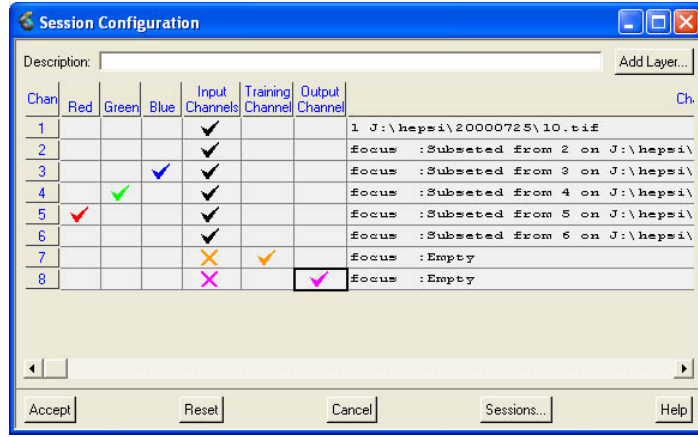 Session Configuration
Description:
Add Layer...
Chan Red Green Blue Input Channels Training Channel Output Channel Ch
1 1 J:\hepsi\20000725\10.tif
2 focus :Subseted from 2 on J:\hepsi\
3 focus :Subseted from 3 on J:\hepsi\
4 focus :Subseted from 4 on J:\hepsi\
5 focus :Subseted from 5 on J:\hepsi\
6 focus :Subseted from 6 on J:\hepsi\
7 focus :Empty
8 focus :Empty
Accept Reset Cancel Sessions... Help